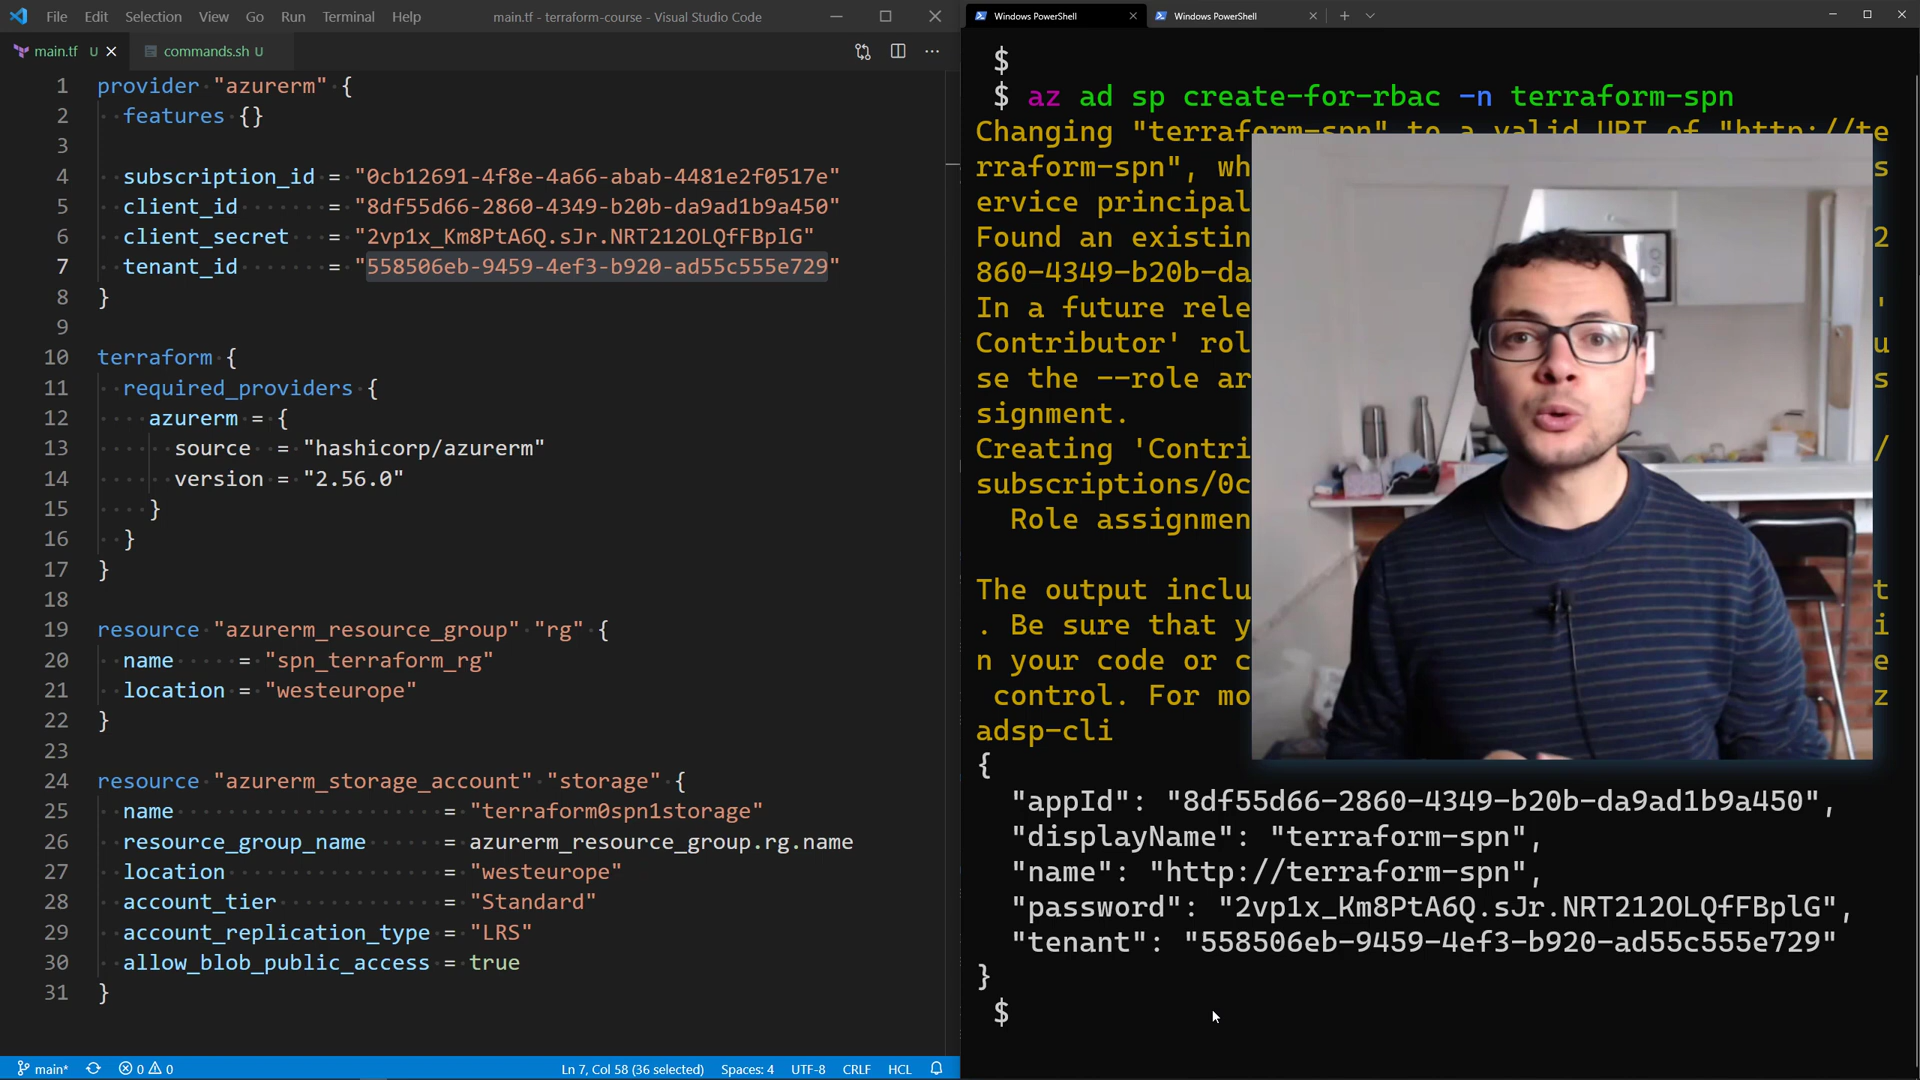 File Edit Selection View Go Run Terminal Help
main.tf - terraform-course - Visual Studio Code
main.tf U
commands.sh U
1 provider "azurerm" {
2 features {}
3
4 subscription_id = "0cb12691-4f8e-4a66-abab-4481e2f0517e"
5 client_id = "8df55d66-2860-4349-b20b-da9ad1b9a450"
6 client_secret = "2vp1x_Km8PtA6Q.sJr.NRT212OLQfFBplG"
7 tenant_id = "558506eb-9459-4ef3-b920-ad55c555e729"
8 }
9
10 terraform {
11 required_providers {
12 azurerm = {
13 source = "hashicorp/azurerm"
14 version = "2.56.0"
15 }
16 }
17 }
18
19 resource "azurerm_resource_group" "rg" {
20 name = "spn_terraform_rg"
21 location = "westeurope"
22 }
23
24 resource "azurerm_storage_account" "storage" {
25 name = "terraform0spn1storage"
26 resource_group_name = azurerm_resource_group.rg.name
27 location = "westeurope"
28 account_tier = "Standard"
29 account_replication_type = "LRS"
30 allow_blob_public_access = true
31 }
main* 0 0 Ln 7, Col 58 (36 selected) Spaces: 4 UTF-8 CRLF HCL
Windows PowerShell
Windows PowerShell
$
$ az ad sp create-for-rbac -n terraform-spn
Changing "terraform-spn" to a valid URI of "http://te
rraform-spn", wh s
ervice principal
Found an existin 2
860-4349-b20b-da
In a future rele '
Contributor' rol u
se the --role ar s
signment.
Creating 'Contri /
subscriptions/0c
Role assignmen
The output inclu t
. Be sure that y i
n your code or c e
control. For mo z
adsp-cli
{
"appId": "8df55d66-2860-4349-b20b-da9ad1b9a450",
"displayName": "terraform-spn",
"name": "http://terraform-spn",
"password": "2vp1x_Km8PtA6Q.sJr.NRT212OLQfFBplG",
"tenant": "558506eb-9459-4ef3-b920-ad55c555e729"
}
$